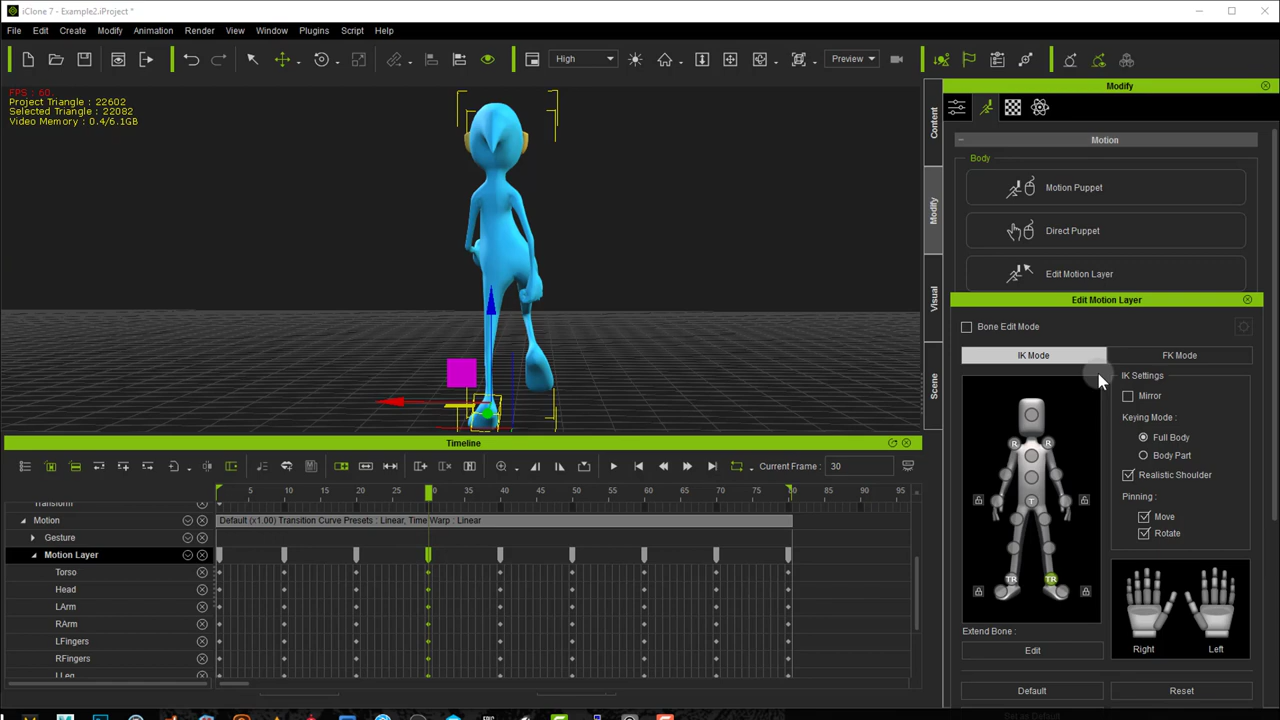 iClone 7 - Example2.iProject *
File Edit Create Modify Animation Render View Window Plugins Script Help
High
Preview
FPS : 60.
Project Triangle : 22602
Selected Triangle : 22082
Video Memory : 0.4/6.1GB
Content
Modify
Visual
Scene
Modify
Motion
Body
Motion Puppet
Direct Puppet
Edit Motion Layer
Edit Motion Layer
Bone Edit Mode
IK Mode FK Mode
IK Settings
Mirror
Keying Mode :
Full Body
Body Part
Realistic Shoulder
Pinning :
Move
Rotate
R R
T
TR TR
Extend Bone :
Edit
Right Left
Default Reset
Timeline
Current Frame : 30
5 10 15 20 25 30 35 40 45 50 55 60 65 70 75 80 85 90 95
Transform
Motion
Default (x1.00) Transition Curve Presets : Linear, Time Warp : Linear
Gesture
Motion Layer
Torso
Head
LArm
RArm
LFingers
RFingers
LLeg